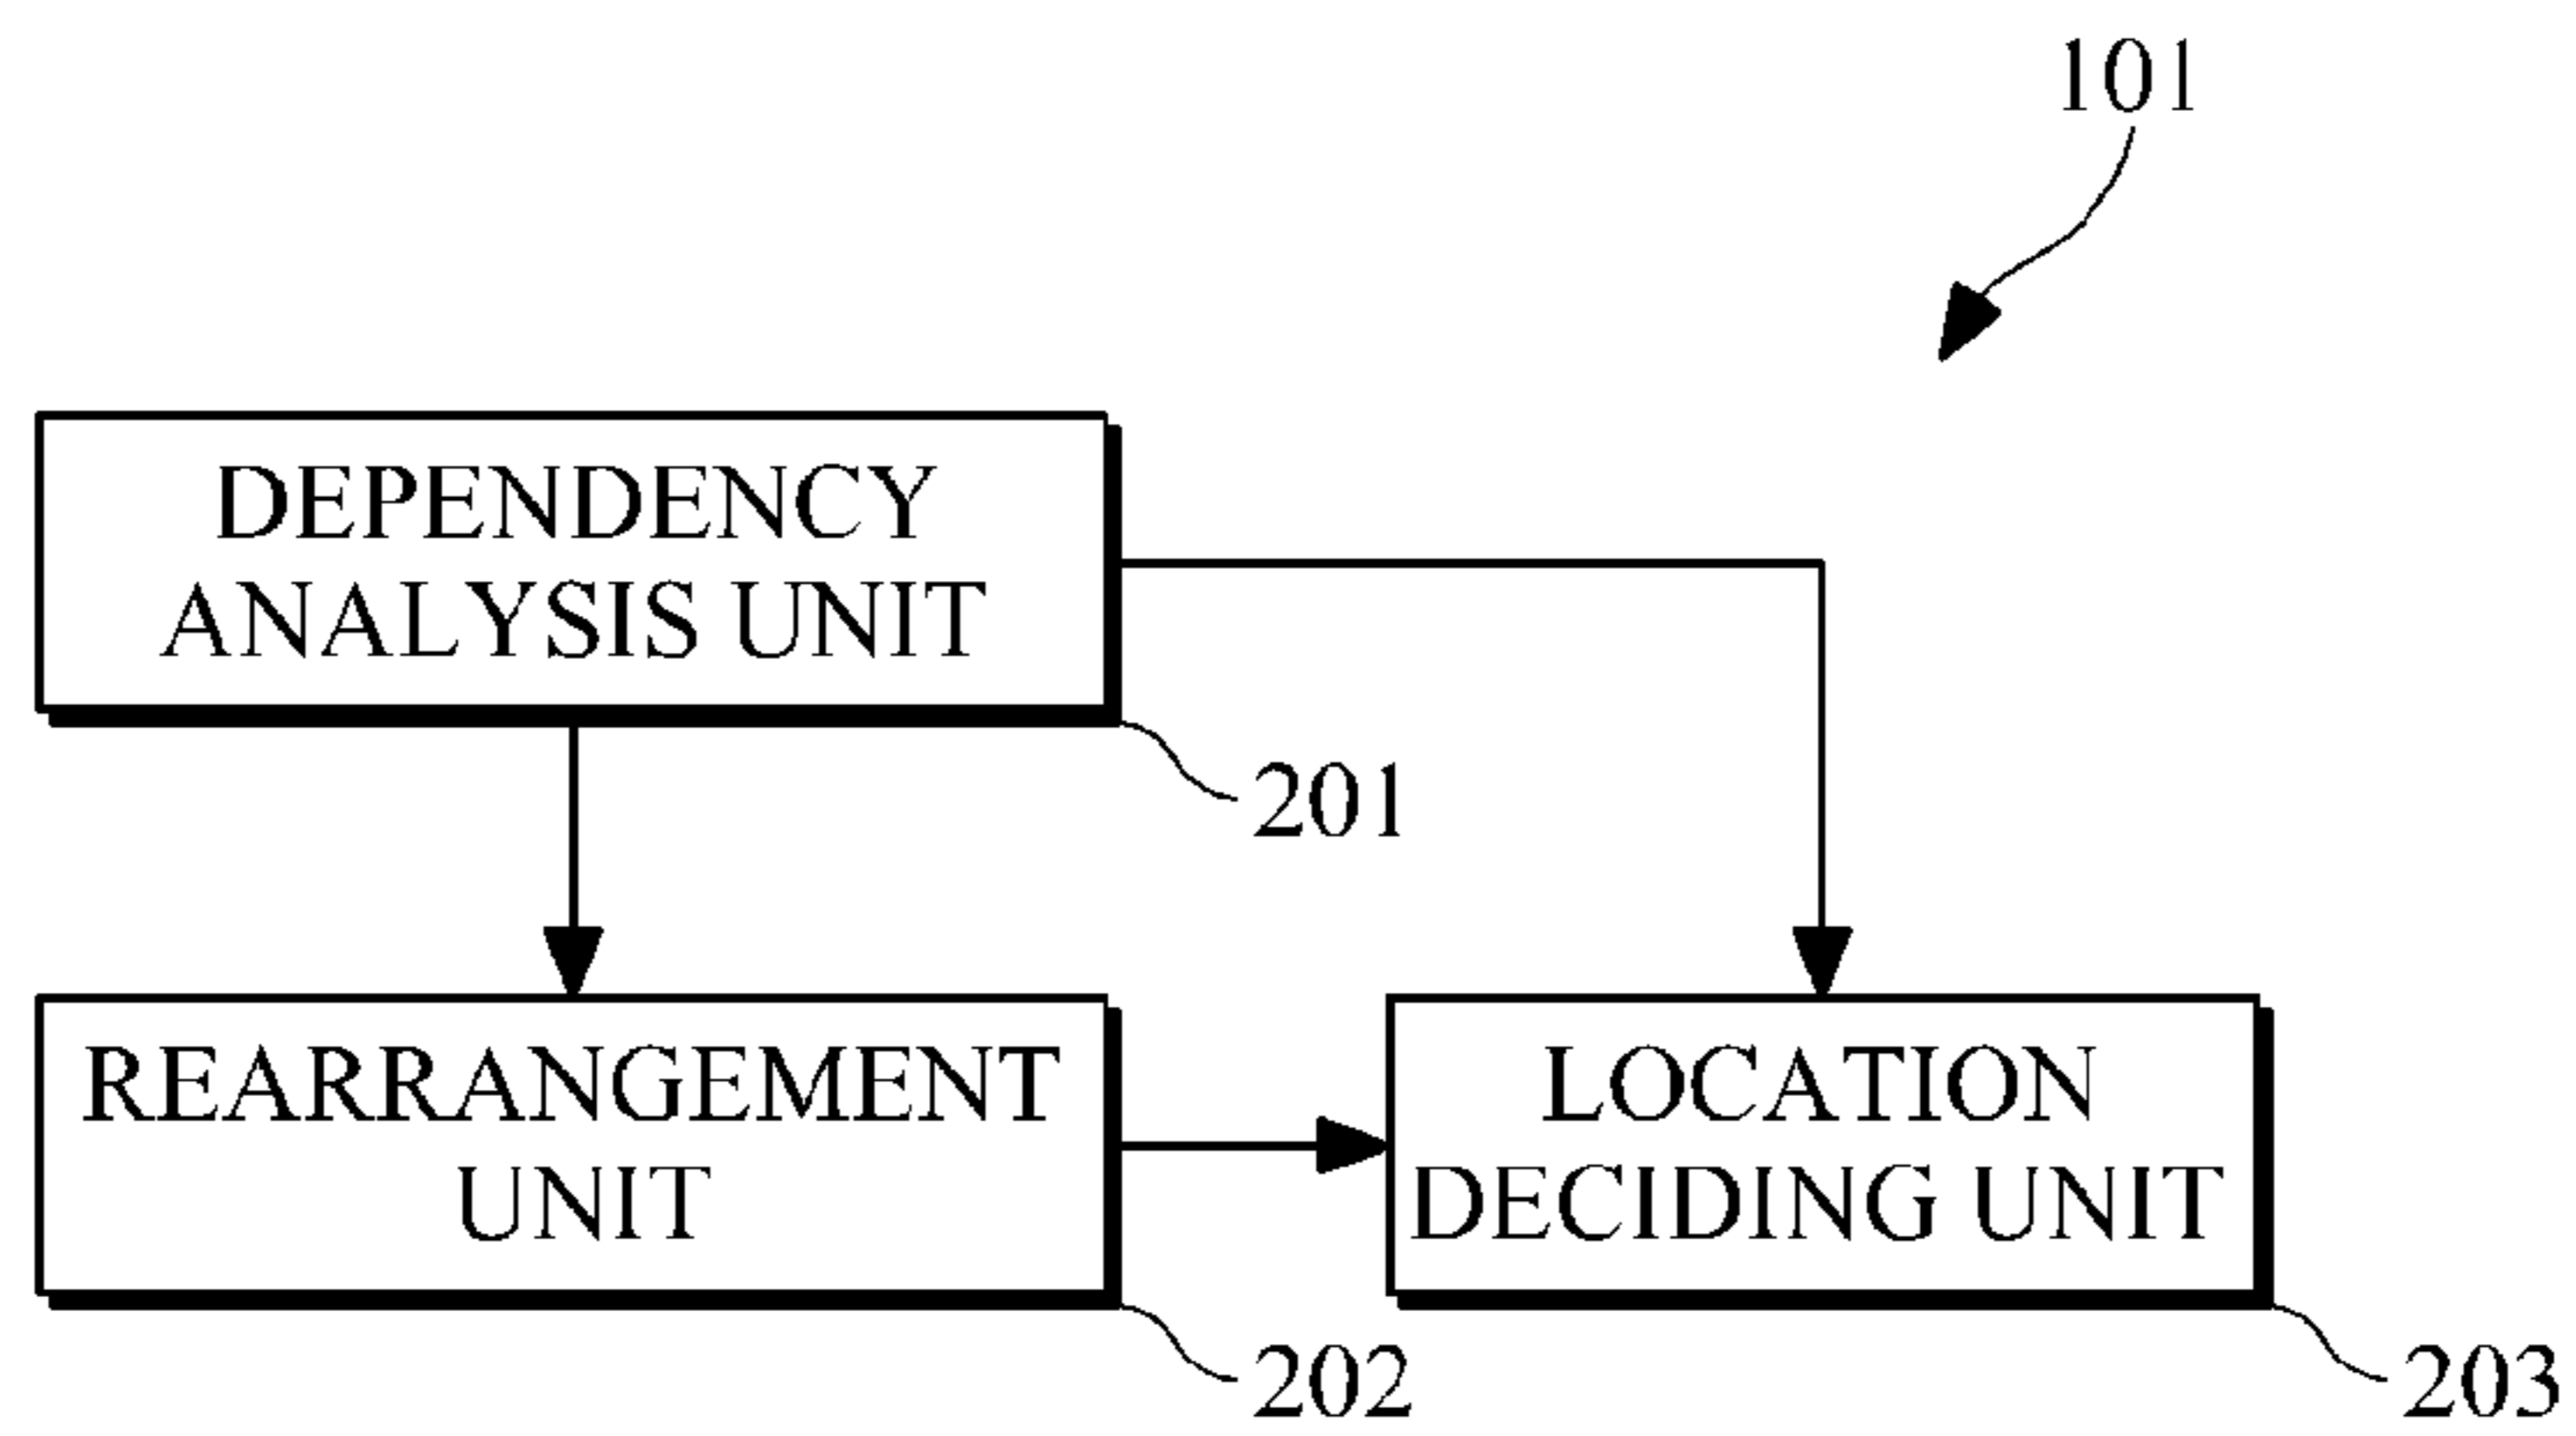 101
DEPENDENCY
ANALYSIS UNIT
201
REARRANGEMENT
UNIT
202
LOCATION
DECIDING UNIT
203